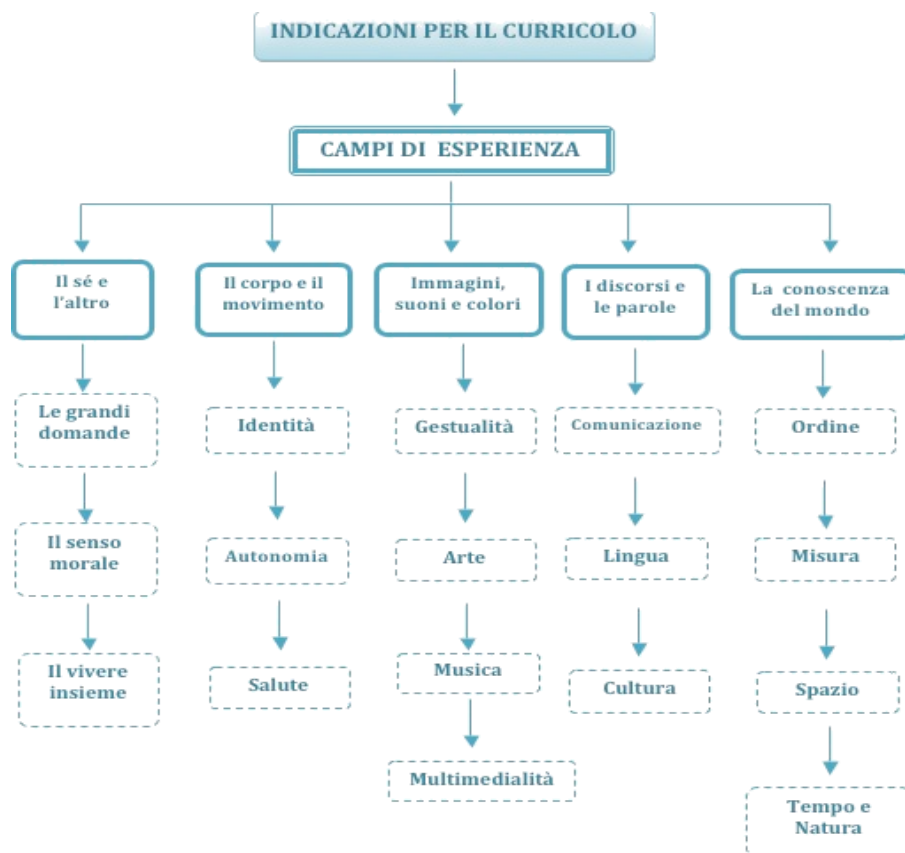 INDICAZIONI PER IL CURRICOLO
CAMPI DI ESPERIENZA
Il sé e
l'altro
Il corpo e il
movimento
Immagini,
suoni e colori
I discorsi e
le parole
La conoscenza
del mondo
Le grandi
domande
Identità
Gestualità
Comunicazione
Ordine
Il senso
morale
Autonomia
Arte
Lingua
Misura
Il vivere
insieme
Salute
Musica
Cultura
Spazio
Multimedialità
Tempo e
Natura